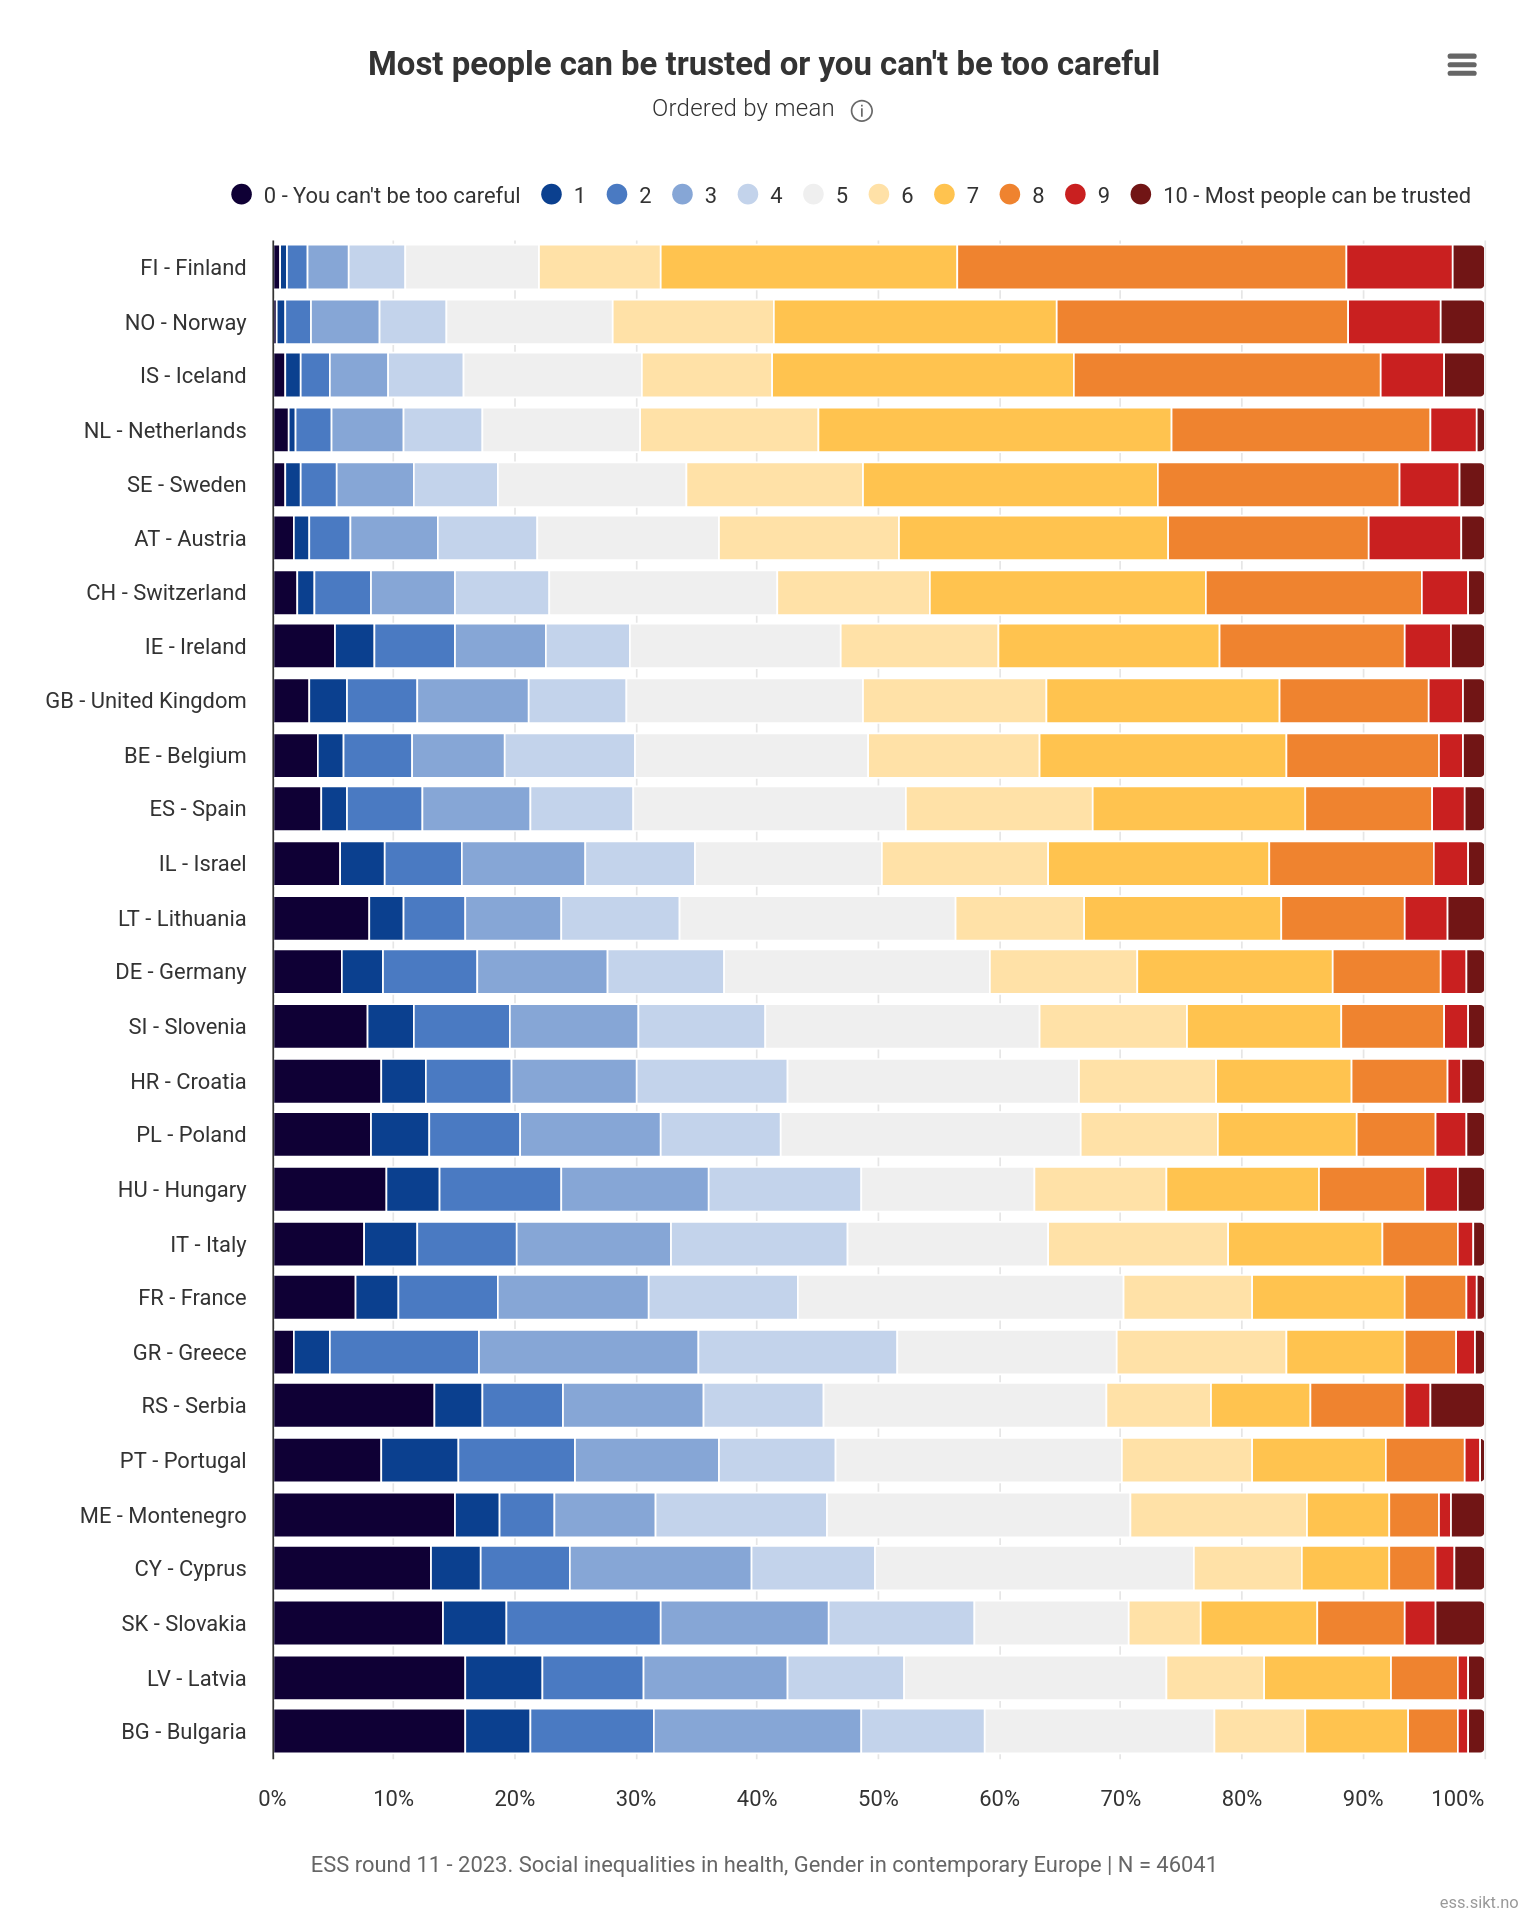 Most people can be trusted or you can't be too careful
Ordered by mean
0 - You can't be too careful 1 2 3 4 5 6 7 8 9 10 - Most people can be trusted
FI - Finland
NO - Norway
IS - Iceland
NL - Netherlands
SE - Sweden
AT - Austria
CH - Switzerland
IE - Ireland
GB - United Kingdom
BE - Belgium
ES - Spain
IL - Israel
LT - Lithuania
DE - Germany
SI - Slovenia
HR - Croatia
PL - Poland
HU - Hungary
IT - Italy
FR - France
GR - Greece
RS - Serbia
PT - Portugal
ME - Montenegro
CY - Cyprus
SK - Slovakia
LV - Latvia
BG - Bulgaria
0% 10% 20% 30% 40% 50% 60% 70% 80% 90% 100%
ESS round 11 - 2023. Social inequalities in health, Gender in contemporary Europe | N = 46041
ess.sikt.no